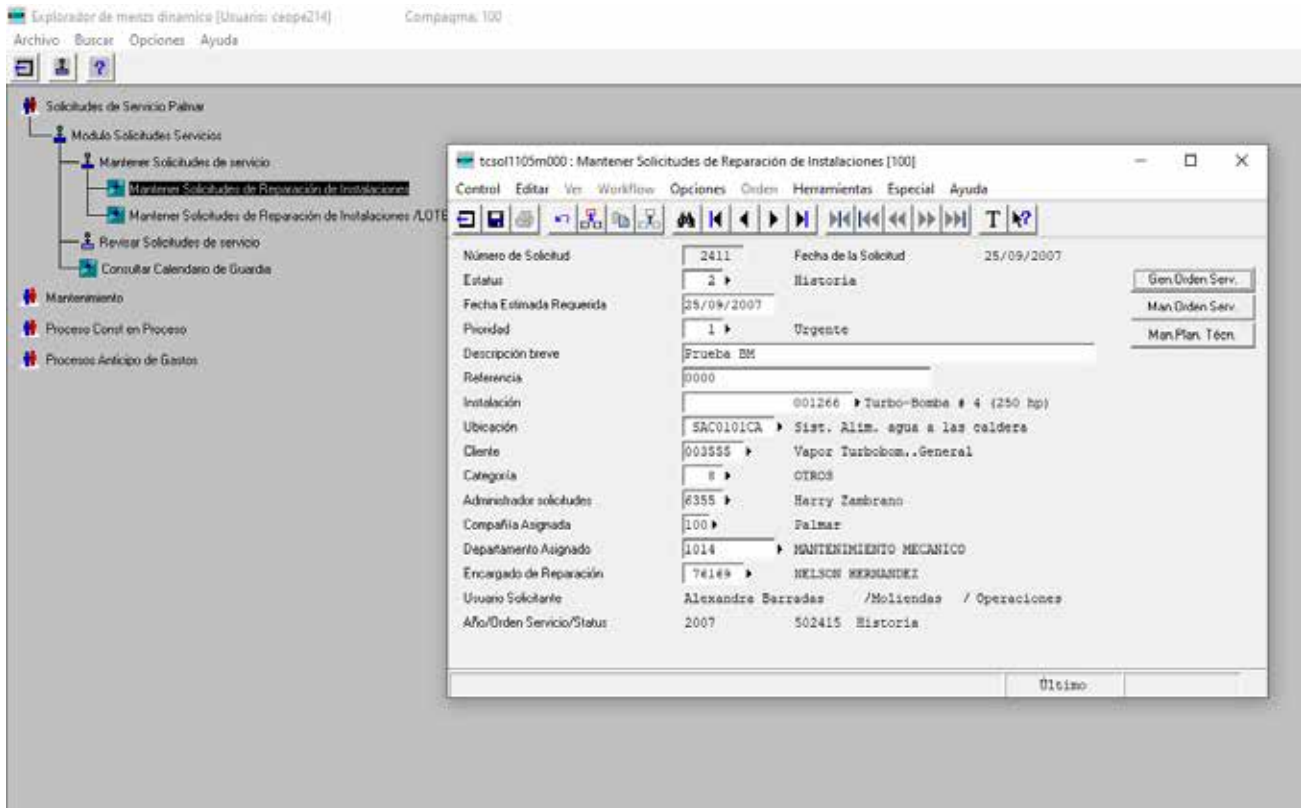 Explorador de menzs dinamico [Usuario: ceope214] Compaqma: 100
Archivo Buscar Opciones Ayuda
Solicitudes de Servicio Palmar
Modulo Solicitudes Servicios
Mantener Solicitudes de servicio
Mantener Solicitudes de Reparación de Instalaciones
Mantener Solicitudes de Reparación de Instalaciones /LOTE
Revisar Solicitudes de servicio
Consultar Calendario de Guardia
Mantenimiento
Proceso Const en Proceso
Procesos Anticipo de Gastos
tcsol1105m000 : Mantener Solicitudes de Reparación de Instalaciones [100]
Control Editar Ver Workflow Opciones Orden Herramientas Especial Ayuda
Número de Solicitud 2411 Fecha de la Solicitud 25/09/2007
Estatus 2 Historia Gen.Orden Serv.
Fecha Estimada Requerida 25/09/2007 Man.Orden Serv.
Prioridad 1 Urgente Man.Plan. Técn.
Descripción breve Prueba BM
Referencia 0000
Instalación 001266 Turbo-Bomba # 4 (250 hp)
Ubicación SAC0101CA Sist. Alim. agua a las caldera
Cliente 003555 Vapor Turbobom..General
Categoría 8 OTROS
Administrador solicitudes 6355 Harry Zambrano
Compañía Asignada 100 Palmar
Departamento Asignado 1014 MANTENIMIENTO MECANICO
Encargado de Reparación 76169 NELSON HERNANDEZ
Usuario Solicitante Alexandra Barradas /Moliendas / Operaciones
Año/Orden Servicio/Status 2007 502415 Historia
Último